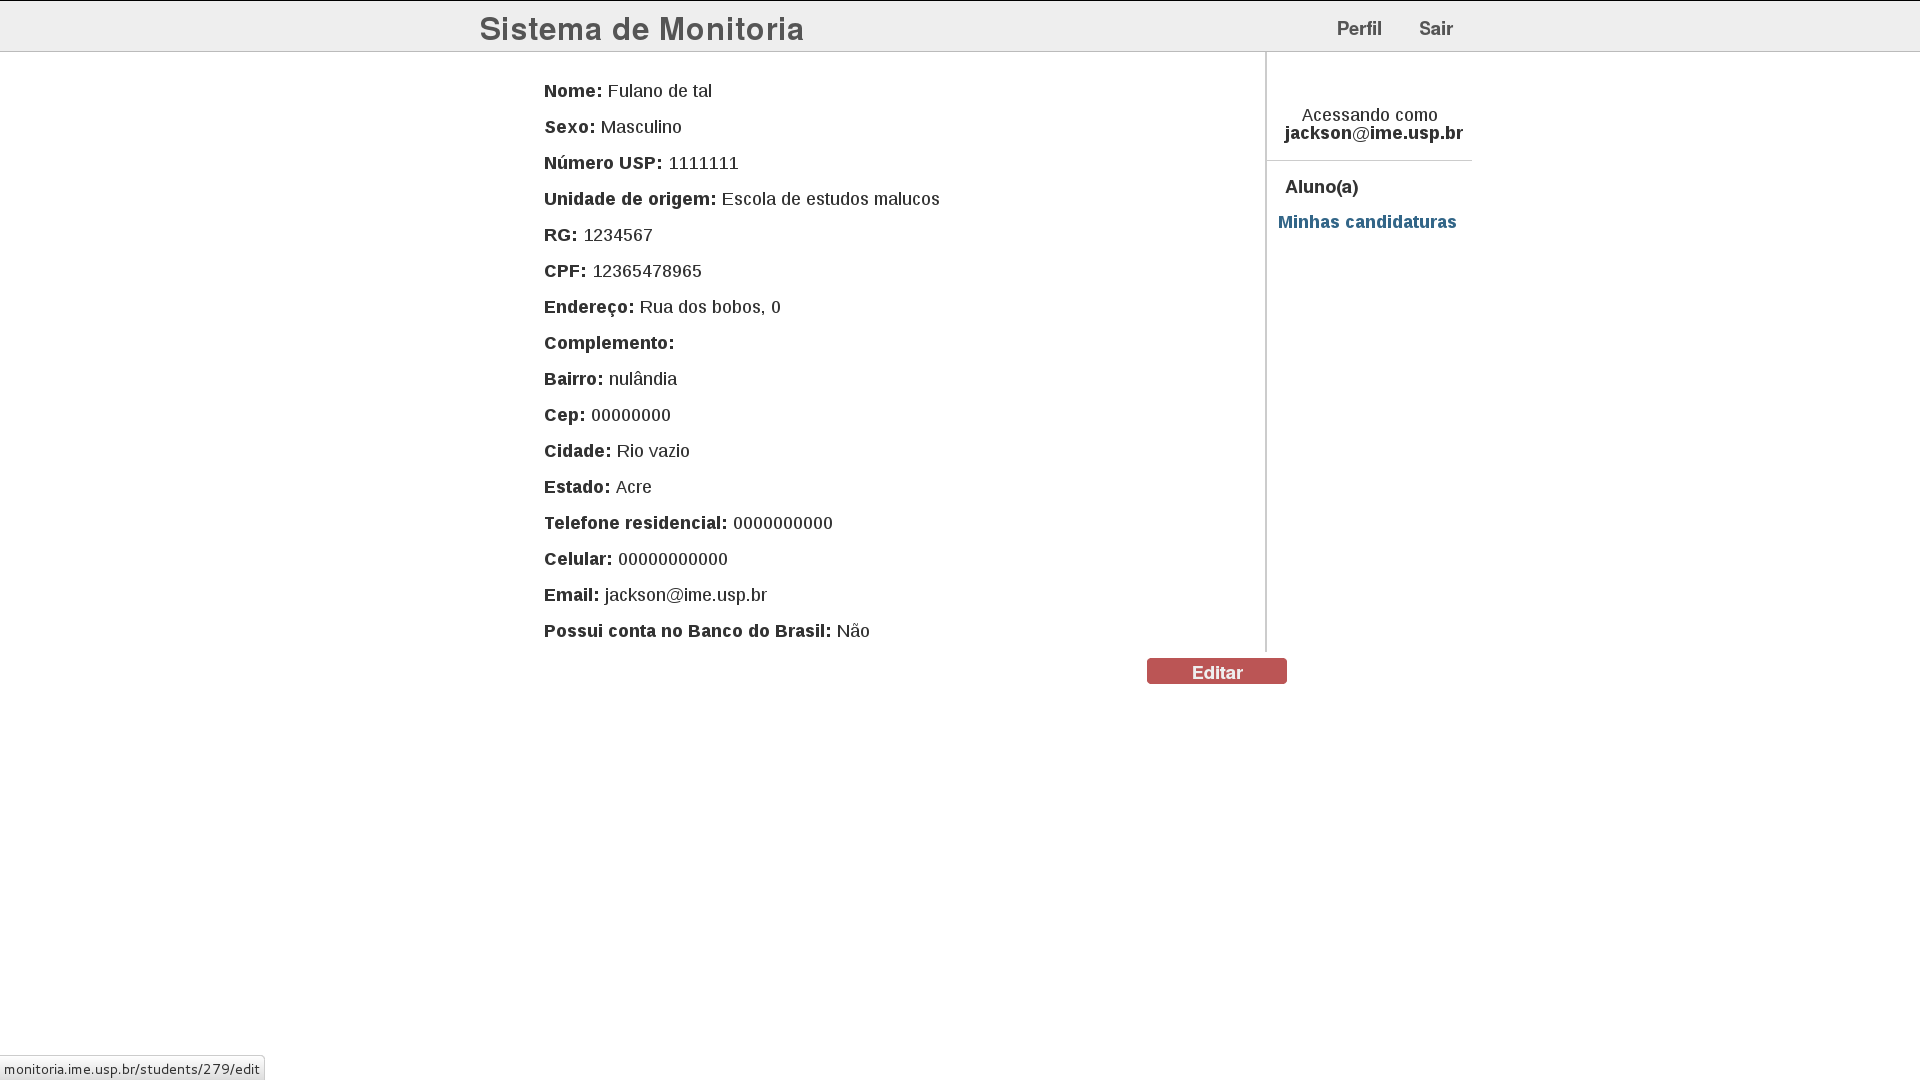 Sistema de Monitoria
Perfil
Sair
Nome: Fulano de tal
Sexo: Masculino
Número USP: 1111111
Unidade de origem: Escola de estudos malucos
RG: 1234567
CPF: 12365478965
Endereço: Rua dos bobos, 0
Complemento:
Bairro: nulândia
Cep: 00000000
Cidade: Rio vazio
Estado: Acre
Telefone residencial: 0000000000
Celular: 00000000000
Email: jackson@ime.usp.br
Possui conta no Banco do Brasil: Não
Editar
Acessando como
jackson@ime.usp.br
Aluno(a)
Minhas candidaturas
monitoria.ime.usp.br/students/279/edit